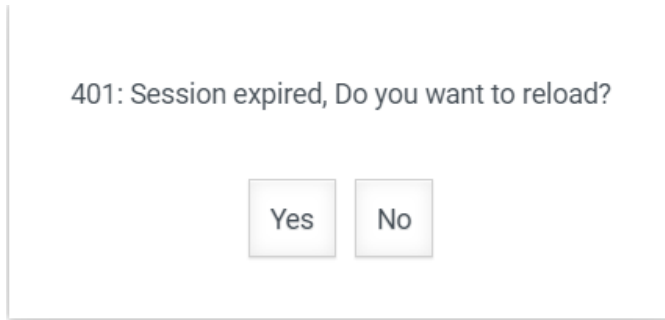 401: Session expired, Do you want to reload?
Yes No